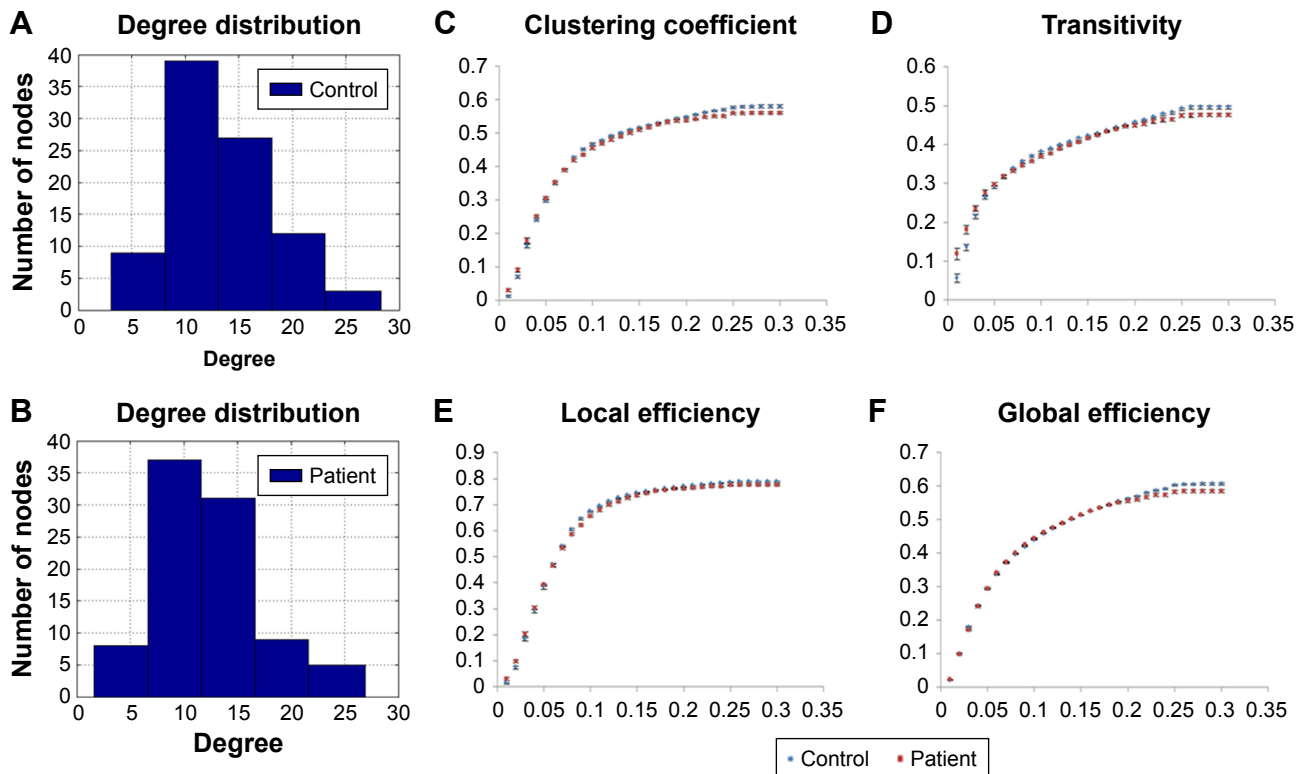 A Degree distribution
Number of nodes
40
35
30
25
20
15
10
5
0
Control
0 5 10 15 20 25 30
Degree
C Clustering coefficient
0.7
0.6
0.5
0.4
0.3
0.2
0.1
0
0.05 0.1 0.15 0.2 0.25 0.3 0.35
D Transitivity
0.6
0.5
0.4
0.3
0.2
0.1
0
0.05 0.1 0.15 0.20 0.25 0.3 0.35
B Degree distribution
Number of nodes
40
35
30
25
20
15
10
5
0
Patient
0 5 10 15 20 25 30
Degree
E Local efficiency
0.9
0.8
0.7
0.6
0.5
0.4
0.3
0.2
0.1
0
0.05 0.1 0.15 0.2 0.25 0.3 0.35
F Global efficiency
0.7
0.6
0.5
0.4
0.3
0.2
0.1
0
0.05 0.1 0.15 0.2 0.25 0.3 0.35
Control Patient